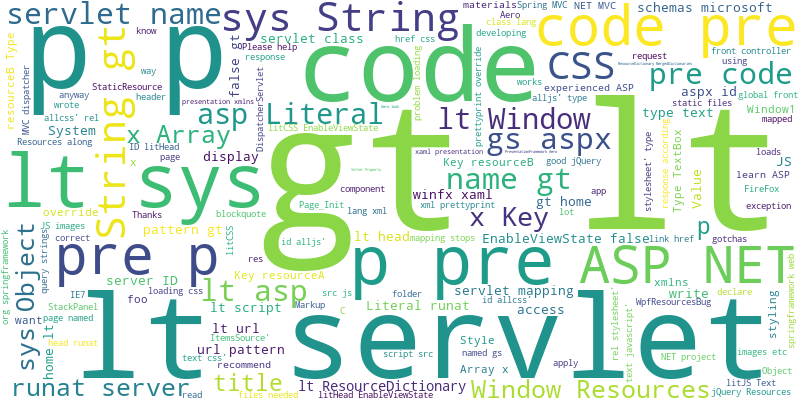 servlet name
sys String
materials
Spring MVC
NET MVC
schemas microsoft
Aero
know
OPlease help
servlet class
href css
developing
alljs' type
class lang
code pre
front controller
using
resourceB Type
MVC dispatcher
StaticResource
way
wrote
header
anyway
allcss' rel
System
Resources along
p p
String gt
false gt
response
presentation xmlns
DispatcherServlet
code
problem loading
works
prettyprint override
CSS
request
ResourceDictionary MergedDictionaries
experienced ASP
pre code
global front
aspx id
static files
Window1
mapped
type text
asp Literal
x Array
litCSS EnableViewState
lt Window
gs aspx
xaml presentation
PresentationFramework Aero
Key resourceB
good jQuery
stylesheet' type
response according
Type TextBox
Value
JS
loads
learn ASP
FireFox
exception
x
ID litHead
page
display
lt sys
gt
lt
name gt
winfx xaml
gt home
app
xml prettyprint
lot
x Key
p
override
Thanks
blockquote
Page_Init
component
lang xml
JS images
correct
pattern gt
litCSS
id alljs'
lt head
mapping stops
EnableViewState false
link href
gotchas
org springframework
sys Object
query strings
IE7
home lt
want
pre p
server ID
loading css
foo
res
Key resourceA
p pre
ASP NET
xmlns
WpfResourcesBug
declare
write
lt asp
src js
Markup
folder
C
Literal runat
servlet mapping
id allcss'
access
StackPanel
page named
head runat
lt servlet
lt script
lt url
ItemsSource'
url pattern
recommend
text css'
script src
Style
named gs
Array x
apply
rel stylesheet'
text javascript'
NET project
styling
images etc
Object
springframework web
runat server
read
title
files needed
lt ResourceDictionary
litHead EnableViewState
Window Resources
litJS Text
jQuery Resources